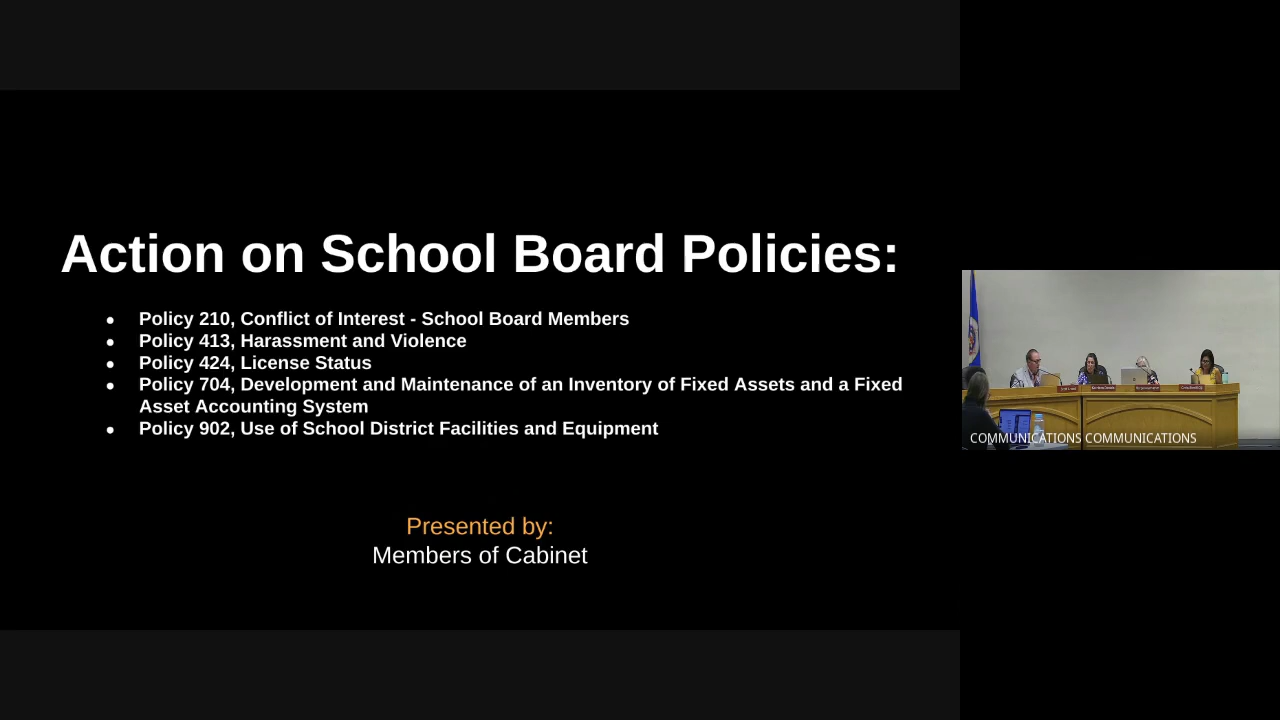 Action on School Board Policies:
● Policy 210, Conflict of Interest - School Board Members
● Policy 413, Harassment and Violence
● Policy 424, License Status
● Policy 704, Development and Maintenance of an Inventory of Fixed Assets and a Fixed
Asset Accounting System
● Policy 902, Use of School District Facilities and Equipment
Presented by:
Members of Cabinet
COMMUNICATIONS COMMUNICATIONS